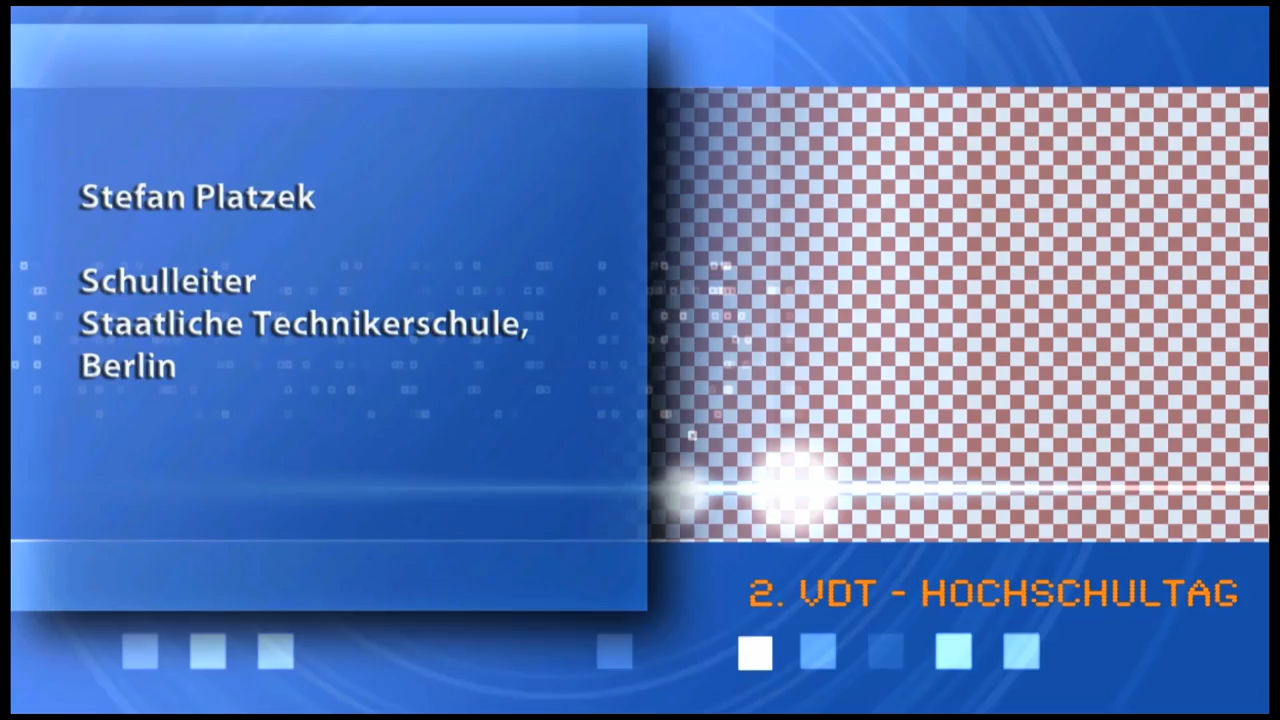 Stefan Platzek
Schulleiter
Staatliche Technikerschule,
Berlin
2. VDT - HOCHSCHULTAG